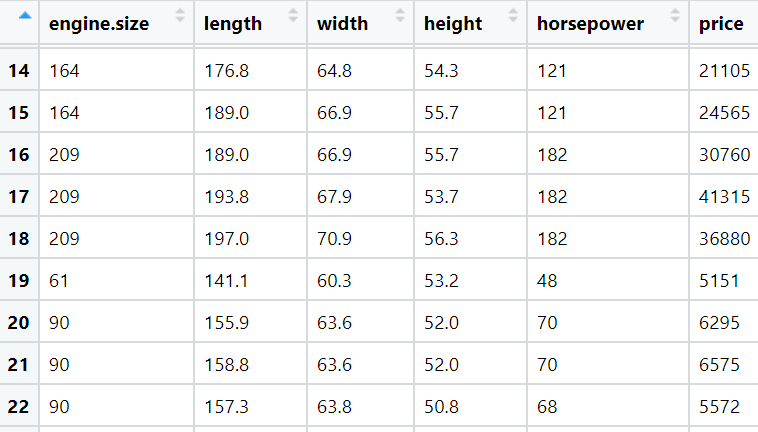 engine.size length width height horsepower price
14 164 176.8 64.8 54.3 121 21105
15 164 189.0 66.9 55.7 121 24565
16 209 189.0 66.9 55.7 182 30760
17 209 193.8 67.9 53.7 182 41315
18 209 197.0 70.9 56.3 182 36880
19 61 141.1 60.3 53.2 48 5151
20 90 155.9 63.6 52.0 70 6295
21 90 158.8 63.6 52.0 70 6575
22 90 157.3 63.8 50.8 68 5572